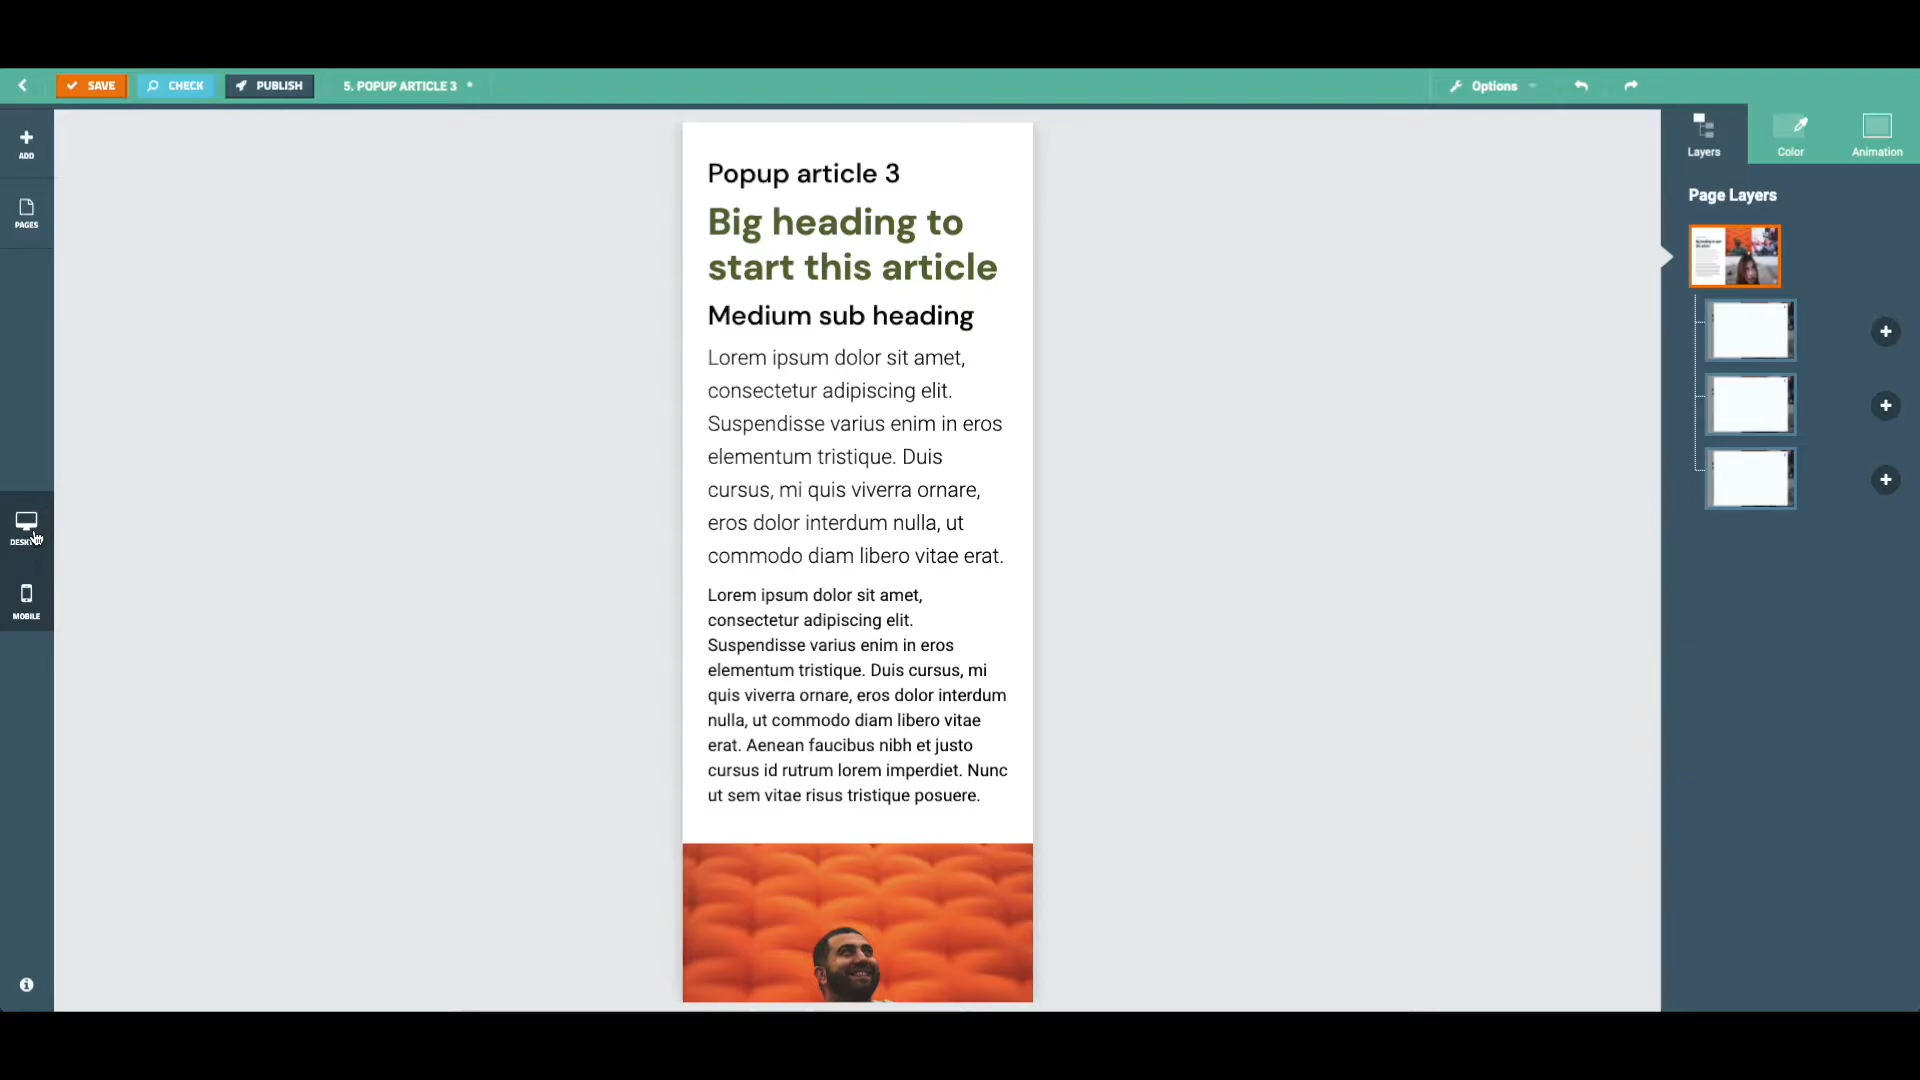 SAVE
CHECK
PUBLISH
5. POPUP ARTICLE 3 *
Options
ADD
PAGES
MOBILE
Layers
Color
Animation
Page Layers
Popup article 3
Big heading to
start this article
Medium sub heading
Lorem ipsum dolor sit amet,
consectetur adipiscing elit.
Suspendisse varius enim in eros
elementum tristique. Duis
cursus, mi quis viverra ornare,
eros dolor interdum nulla, ut
commodo diam libero vitae erat.
Lorem ipsum dolor sit amet,
consectetur adipiscing elit.
Suspendisse varius enim in eros
elementum tristique. Duis cursus, mi
quis viverra ornare, eros dolor interdum
nulla, ut commodo diam libero vitae
erat. Aenean faucibus nibh et justo
cursus id rutrum lorem imperdiet. Nunc
ut sem vitae risus tristique posuere.